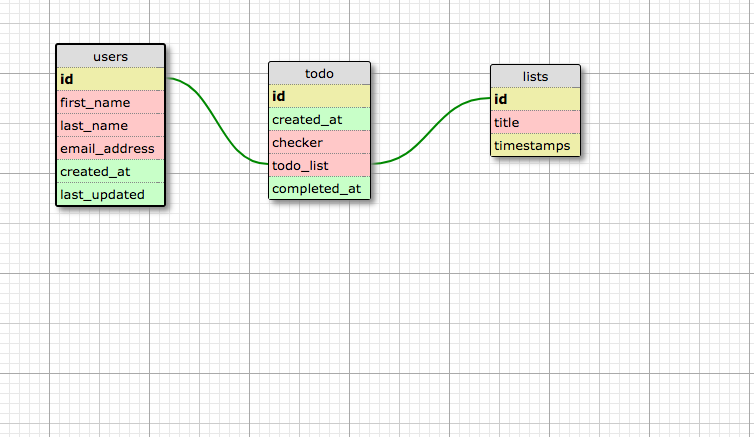 users
id
first_name
last_name
email_address
created_at
last_updated
todo
id
created_at
checker
todo_list
completed_at
lists
id
title
timestamps